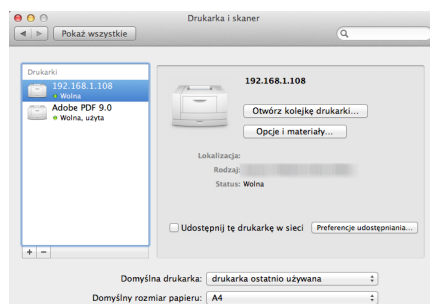 Drukarka i skaner
Pokaż wszystkie
Drukarki
192.168.1.108
Wolna
Adobe PDF 9.0
Wolna, użyta
192.168.1.108
Otwórz kolejkę drukarki...
Opcje i materiały...
Lokalizacja:
Rodzaj:
Status: Wolna
Udostępnij tę drukarkę w sieci Preferencje udostępniania...
+ −
Domyślna drukarka: drukarka ostatnio używana
Domyślny rozmiar papieru: A4